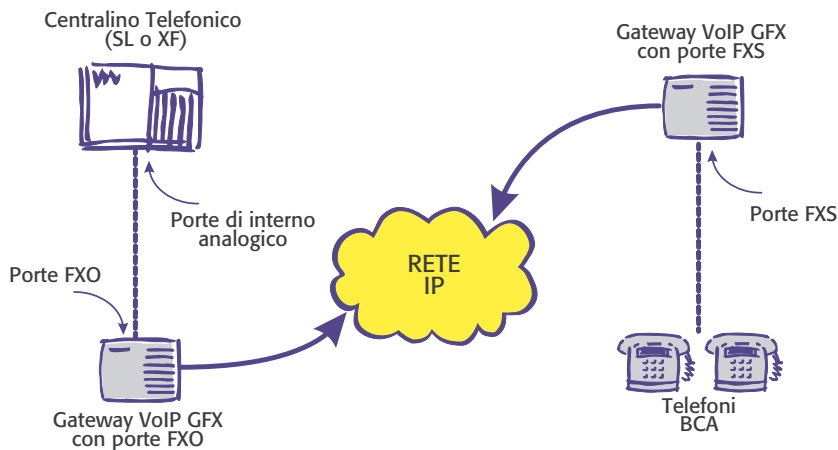 Centralino Telefonico
(SL o XF)
Gateway VoIP GFX
con porte FXS
Porte di interno
analogico
Porte FXS
Porte FXO
RETE
IP
Gateway VoIP GFX
con porte FXO
Telefoni
BCA